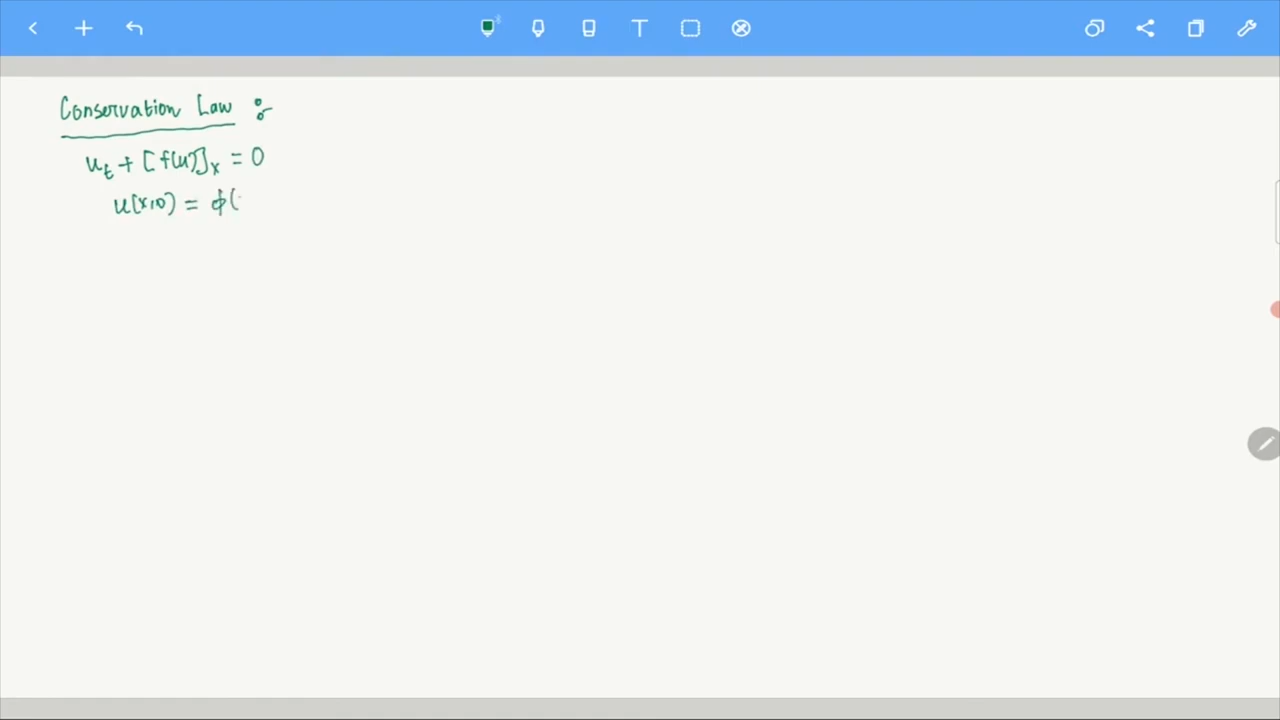 Conservation Law :-
u_t + [f(u)]_x = 0
u(x,0) = ϕ(